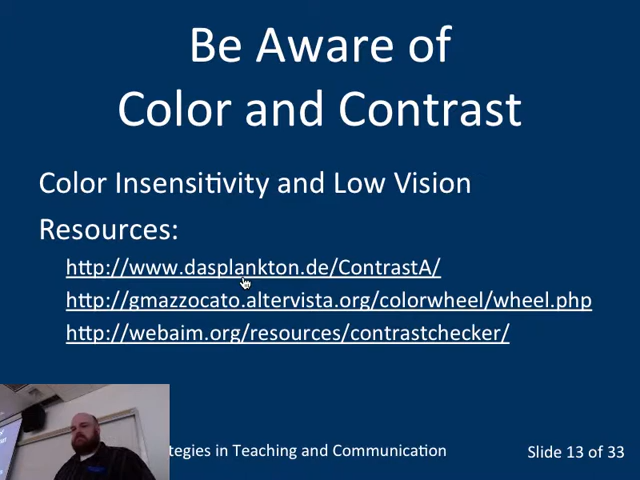 Be Aware of
Color and Contrast
Color Insensitivity and Low Vision
Resources:
http://www.dasplankton.de/ContrastA/
http://gmazzocato.altervista.org/colorwheel/wheel.php
http://webaim.org/resources/contrastchecker/
tegies in Teaching and Communication
Slide 13 of 33